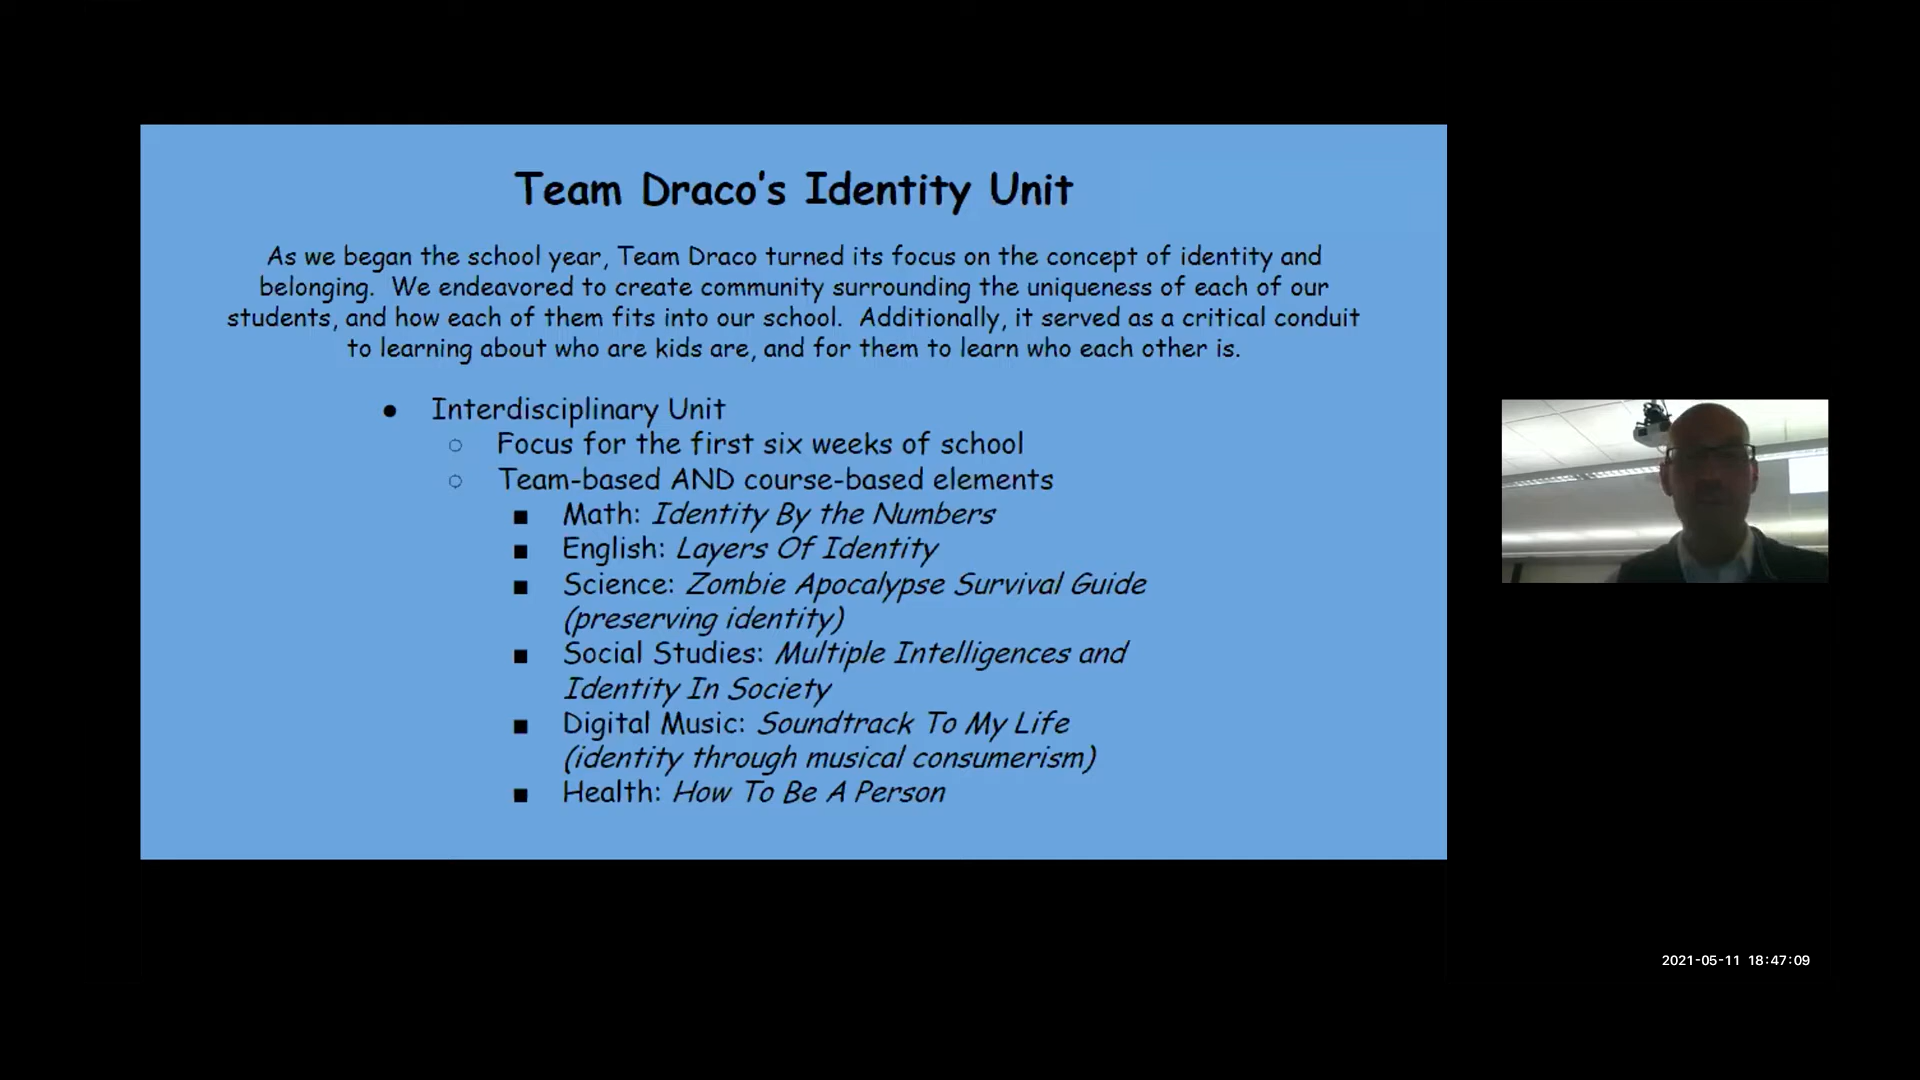 Team Draco's Identity Unit
As we began the school year, Team Draco turned its focus on the concept of identity and
belonging.  We endeavored to create community surrounding the uniqueness of each of our
students, and how each of them fits into our school.  Additionally, it served as a critical conduit
to learning about who are kids are, and for them to learn who each other is.
● Interdisciplinary Unit
○ Focus for the first six weeks of school
○ Team-based AND course-based elements
■ Math: Identity By the Numbers
■ English: Layers Of Identity
■ Science: Zombie Apocalypse Survival Guide
(preserving identity)
■ Social Studies: Multiple Intelligences and
Identity In Society
■ Digital Music: Soundtrack To My Life
(identity through musical consumerism)
■ Health: How To Be A Person
2021-05-11 18:47:09